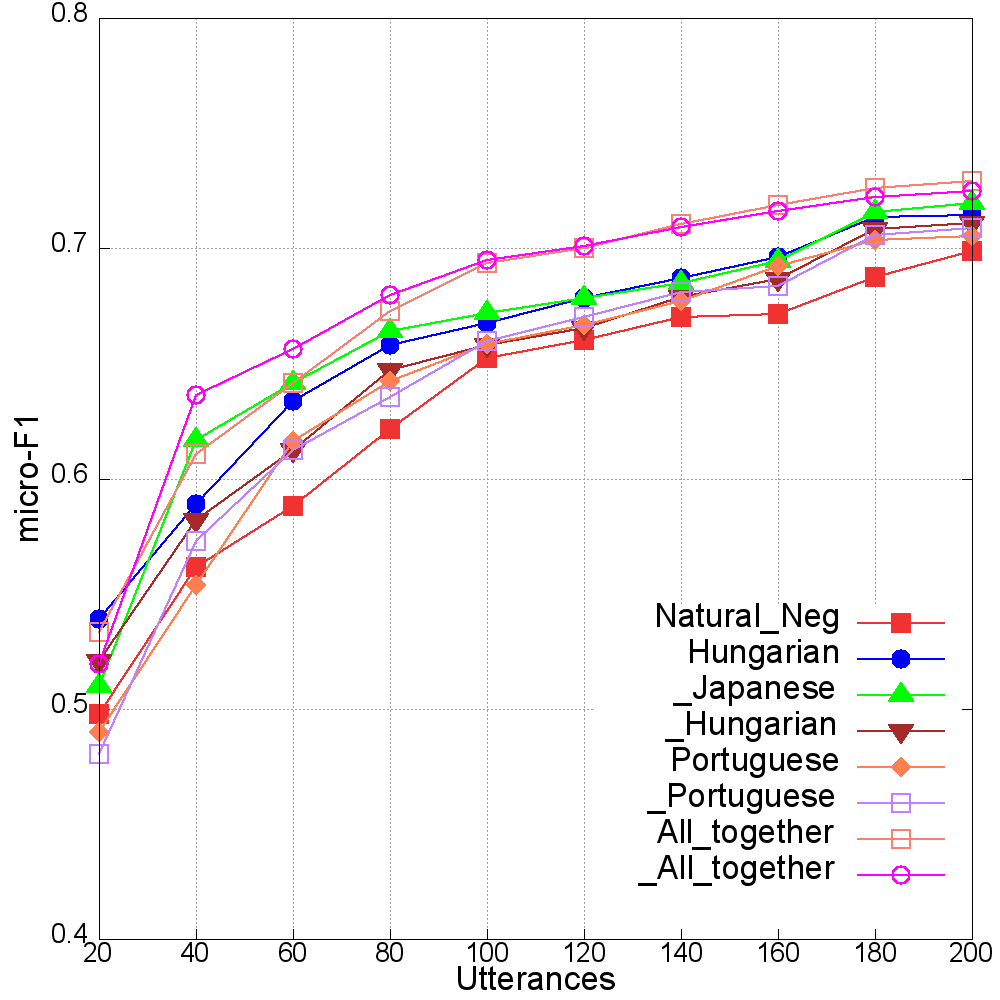 0.8
0.7
0.6
0.5
0.4
micro-F1
Natural_Neg
Hungarian
_Japanese
_Hungarian
Portuguese
_Portuguese
All_together
_All_together
20 40 60 80 100 120 140 160 180 200
Utterances